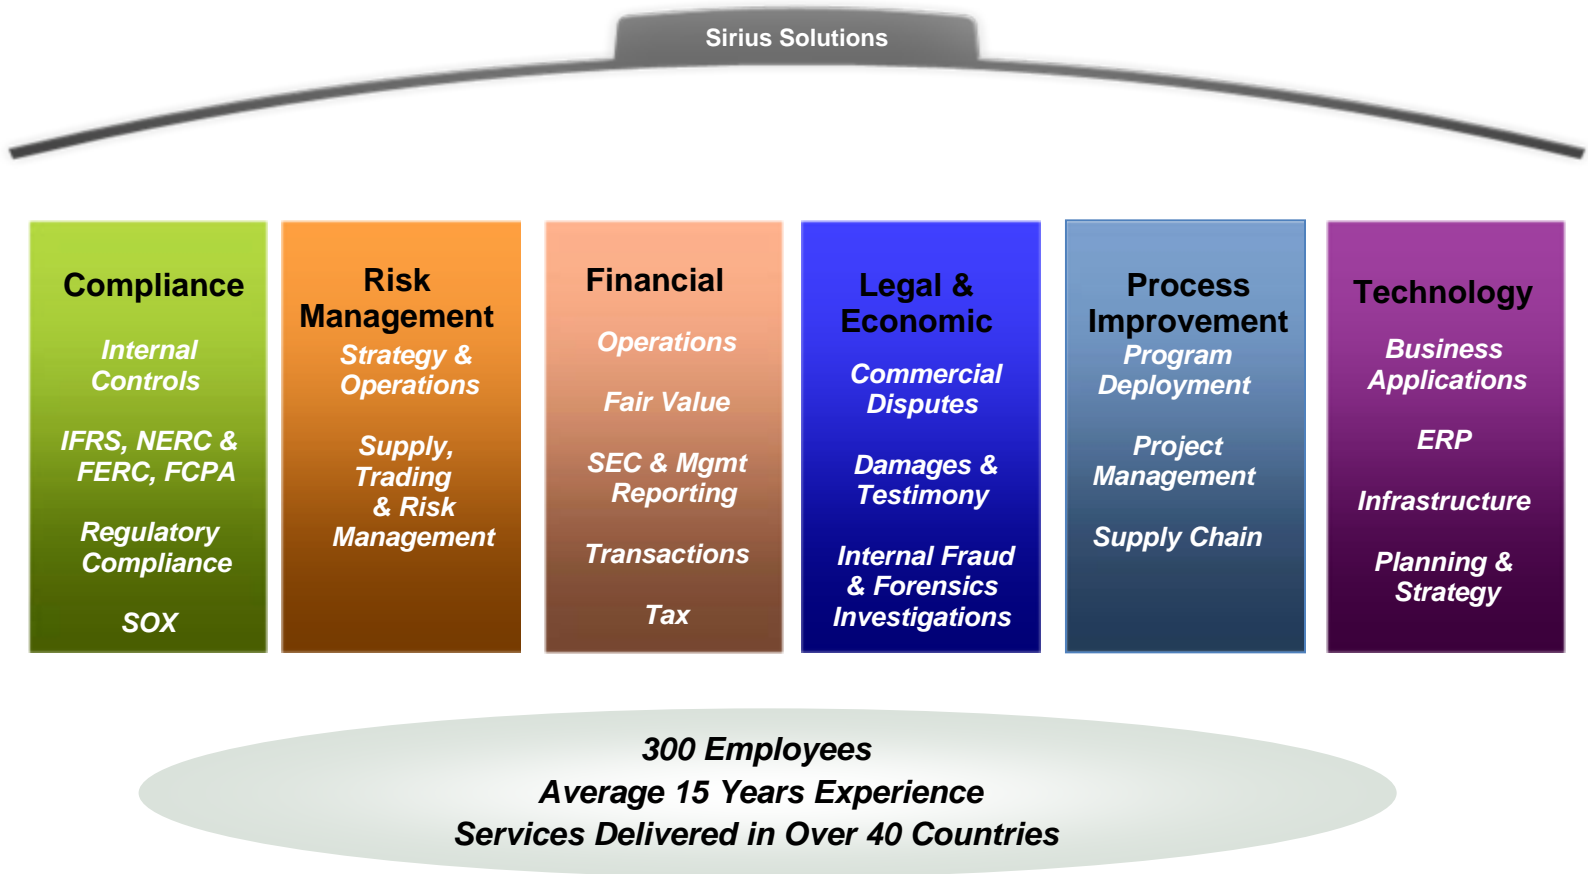 Sirius Solutions
Compliance
Internal
Controls
IFRS, NERC &
FERC, FCPA
Regulatory
Compliance
SOX
Risk
Management
Strategy &
Operations
Supply,
Trading
& Risk
Management
Financial
Operations
Fair Value
SEC & Mgmt
Reporting
Transactions
Tax
Legal &
Economic
Commercial
Disputes
Damages &
Testimony
Internal Fraud
& Forensics
Investigations
Process
Improvement
Program
Deployment
Project
Management
Supply Chain
Technology
Business
Applications
ERP
Infrastructure
Planning &
Strategy
300 Employees
Average 15 Years Experience
Services Delivered in Over 40 Countries